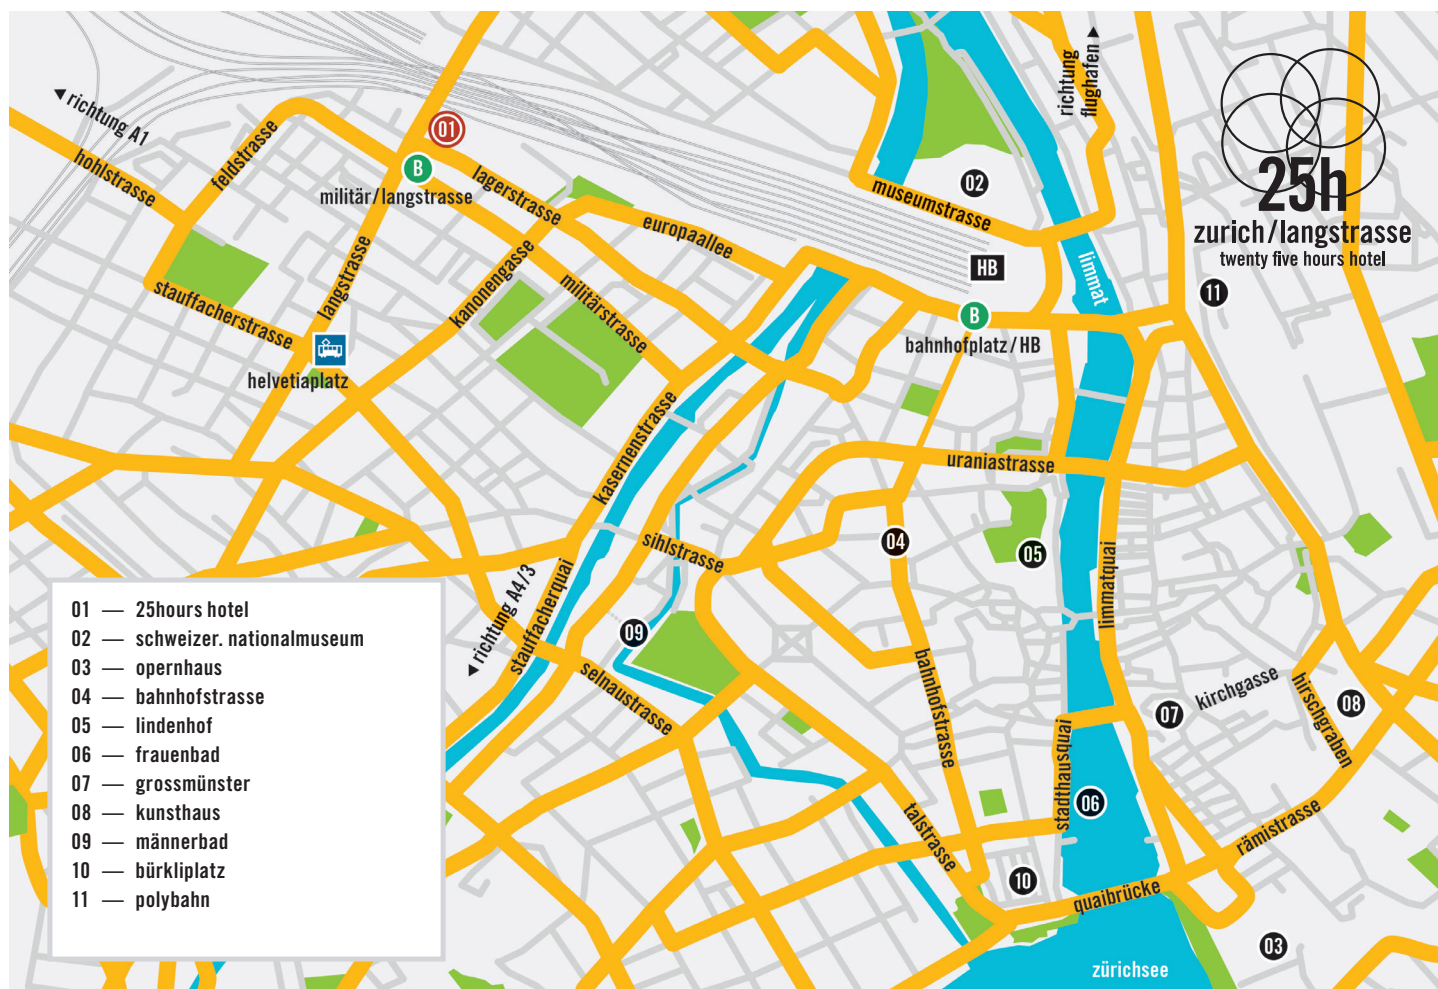 richtung A1
hohlstrasse
feldstrasse
01
B
militär/langstrasse
lagerstrasse
langstrasse
stauffacherstrasse
kanonengasse
militärstrasse
europaallee
helvetiaplatz
museumstrasse
02
richtung
flughafen
HB
B
bahnhofplatz/HB
limmat
25h
zurich/langstrasse
twenty five hours hotel
11
kasernenstrasse
sihlstrasse
uraniastrasse
04
05
limmatquai
richtung A4/3
stauffacherquai
09
selnaustrasse
bahnhofstrasse
07
kirchgasse
hirschgraben
08
stadthausquai
06
talstrasse
rämistrasse
10
quaibrücke
03
zürichsee
01 — 25hours hotel
02 — schweizer. nationalmuseum
03 — opernhaus
04 — bahnhofstrasse
05 — lindenhof
06 — frauenbad
07 — grossmünster
08 — kunsthaus
09 — männerbad
10 — bürkliplatz
11 — polybahn